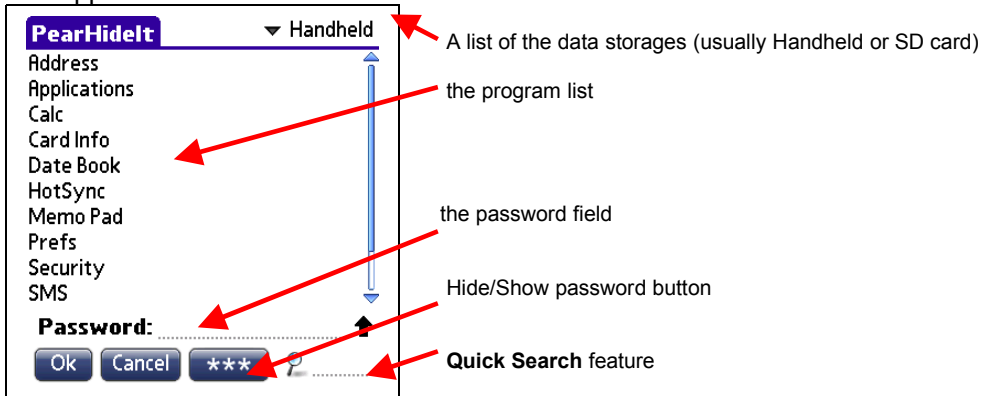 PearHideIt
Handheld
A list of the data storages (usually Handheld or SD card)
Address
Applications
the program list
Calc
Card Info
Date Book
HotSync
Memo Pad
the password field
Prefs
Security
SMS
Hide/Show password button
Password:
Ok Cancel ***
Quick Search feature